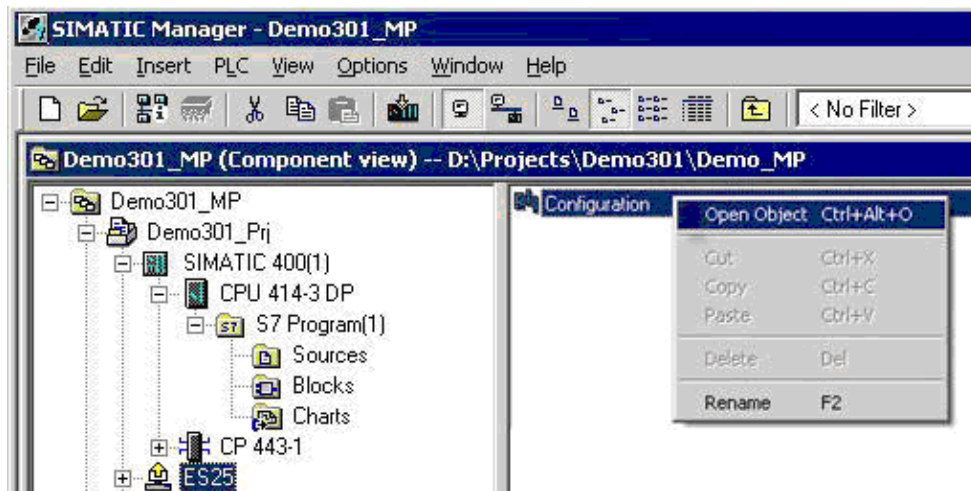 SIMATIC Manager - Demo301_MP
File Edit Insert PLC View Options Window Help
< No Filter >
Demo301_MP (Component view) -- D:\Projects\Demo301\Demo_MP
Demo301_MP
Demo301_Prj
SIMATIC 400(1)
CPU 414-3 DP
S7 Program(1)
Sources
Blocks
Charts
CP 443-1
ES25
Configuration
Open Object Ctrl+Alt+O
Cut Ctrl+X
Copy Ctrl+C
Paste Ctrl+V
Delete Del
Rename F2